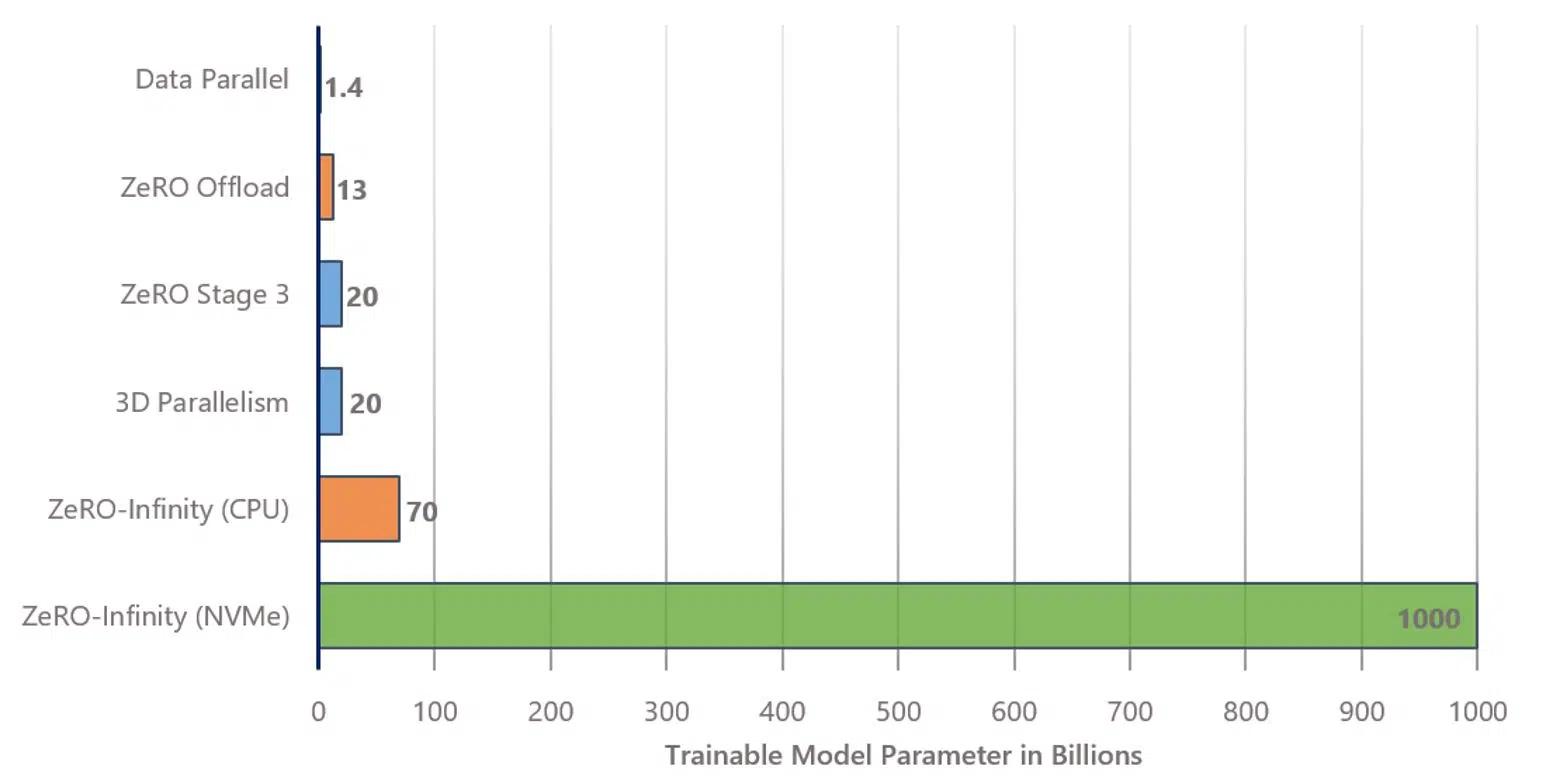 Data Parallel 1.4
ZeRO Offload 13
ZeRO Stage 3 20
3D Parallelism 20
ZeRO-Infinity (CPU) 70
ZeRO-Infinity (NVMe) 1000
0 100 200 300 400 500 600 700 800 900 1000
Trainable Model Parameter in Billions